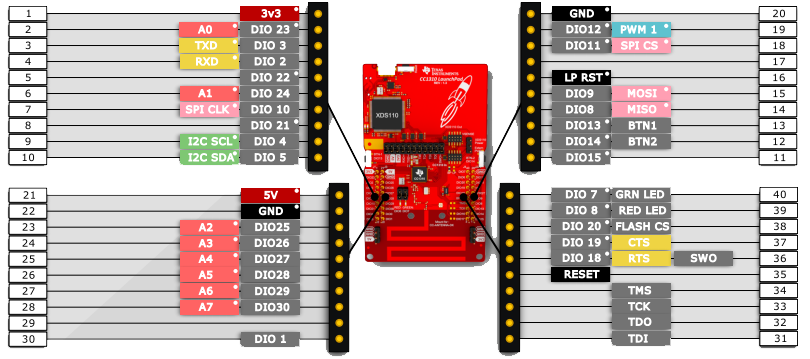 1 3v3
2 A0 DIO 23
3 TXD DIO 3
4 RXD DIO 2
5 DIO 22
6 A1 DIO 24
7 SPI CLK DIO 10
8 DIO 21
9 I2C SCL DIO 4
10 I2C SDA DIO 5
GND 20
DIO12 PWM 1 19
DIO11 SPI CS 18
17
LP RST 16
DIO9 MOSI 15
DIO8 MISO 14
DIO13 BTN1 13
DIO14 BTN2 12
DIO15 11
TEXAS INSTRUMENTS
CC1310 LaunchPad
XDS110
21 5V
22 GND
23 A2 DIO25
24 A3 DIO26
25 A4 DIO27
26 A5 DIO28
27 A6 DIO29
28 A7 DIO30
29
30 DIO 1
DIO 7 GRN LED 40
DIO 8 RED LED 39
DIO 20 FLASH CS 38
DIO 19 CTS 37
DIO 18 RTS SWO 36
RESET 35
TMS 34
TCK 33
TDO 32
TDI 31